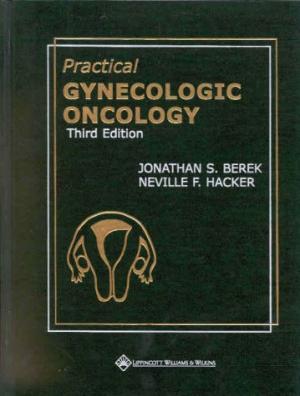 Practical
GYNECOLOGIC
ONCOLOGY
Third Edition
JONATHAN S. BEREK
NEVILLE F. HACKER
LIPPINCOTT WILLIAMS & WILKINS